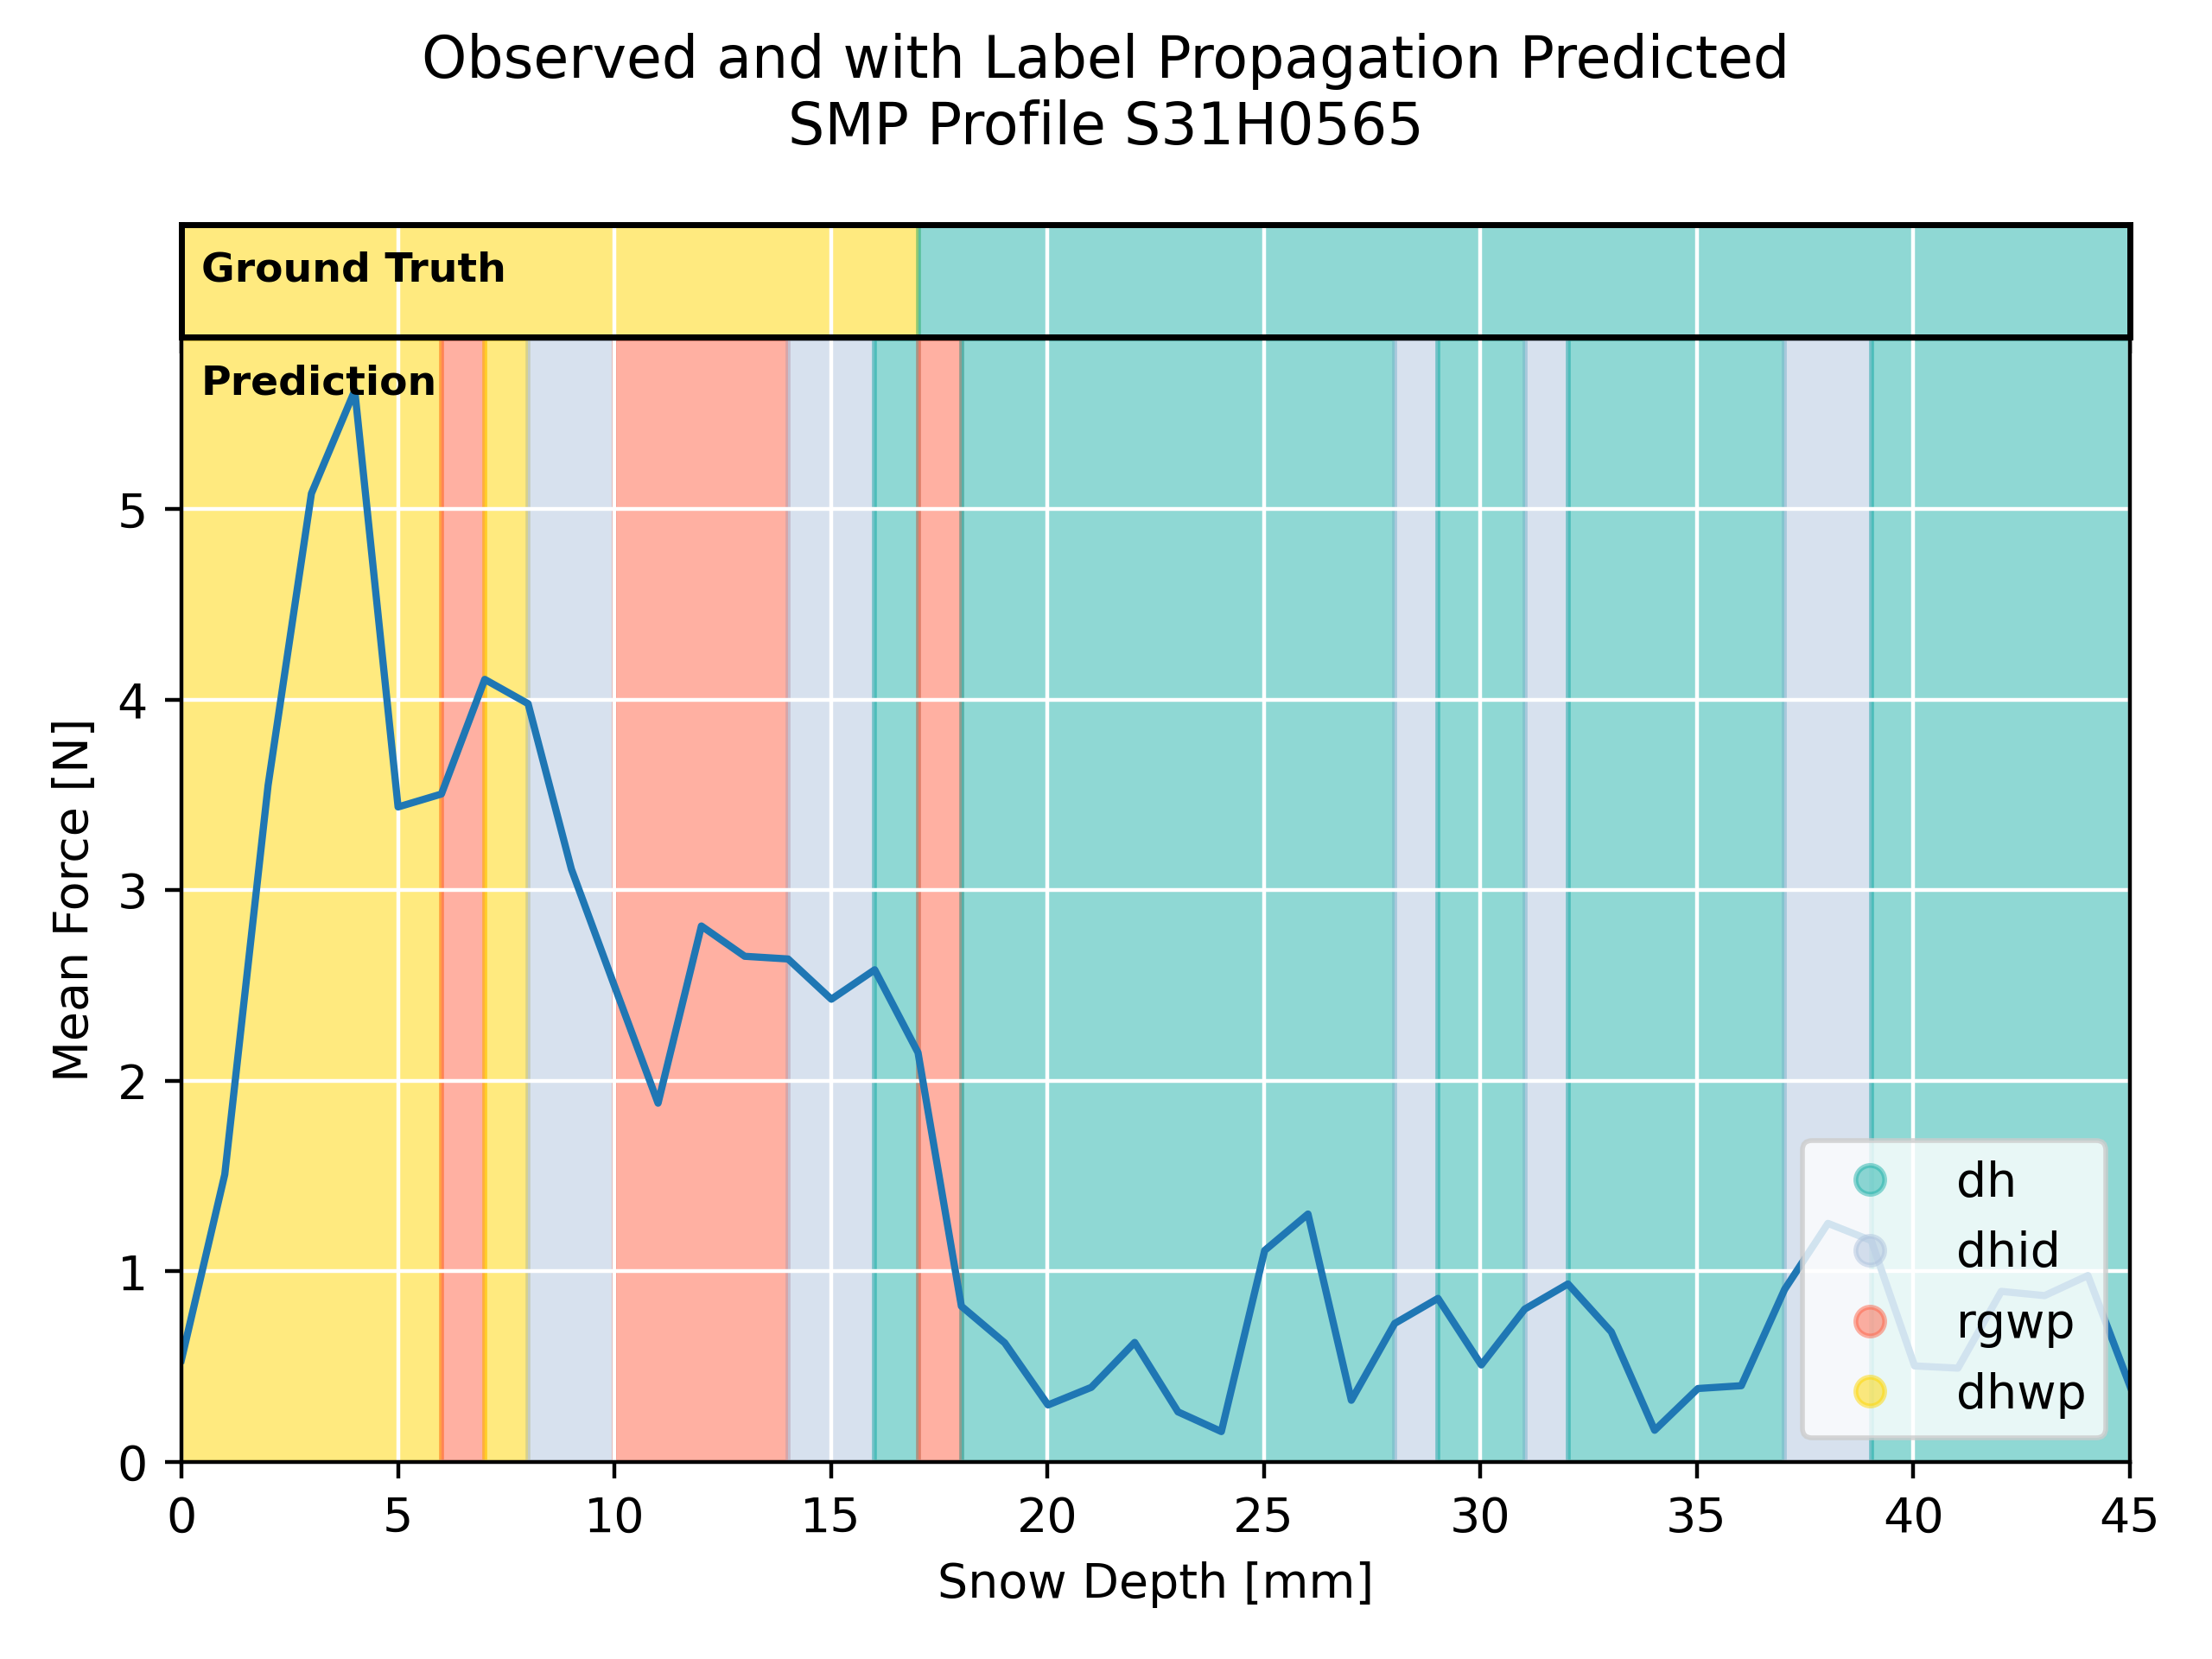 Observed and with Label Propagation Predicted
SMP Profile S31H0565
Ground Truth
Prediction
5
4
3
2
1
0
Mean Force [N]
dh
dhid
rgwp
dhwp
0 5 10 15 20 25 30 35 40 45
Snow Depth [mm]